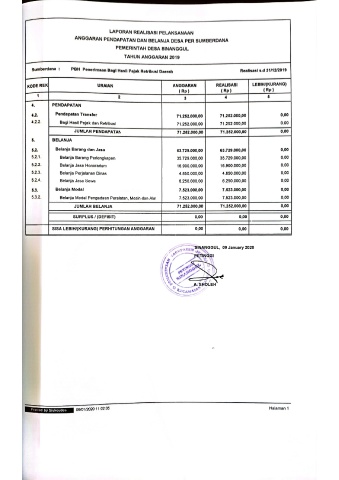 LAPORAN REALISASI PELAKSANAAN
ANGGARAN PENDAPATAN DAN BELANJA DESA PER SUMBERDANA
PEMERINTAH DESA BINANGGUL
TAHUN ANGGARAN 2019
Sumberdana : PBH Penerimaan Bagi Hasil Pajak Retribusi Daerah Realisasi s.d 31/12/2019
KODE REK URAIAN ANGGARAN ( Rp ) REALISASI ( Rp ) LEBIH/(KURANG) ( Rp )
1 2 3 4 5
4. PENDAPATAN
4.2. Pendapatan Transfer 71.252.000,00 71.252.000,00 0,00
4.2.2. Bagi Hasil Pajak dan Retribusi 71.252.000,00 71.252.000,00 0,00
JUMLAH PENDAPATAN 71.252.000,00 71.252.000,00 0,00
5. BELANJA
5.2. Belanja Barang dan Jasa 63.729.000,00 63.729.000,00 0,00
5.2.1. Belanja Barang Perlengkapan 35.729.000,00 35.729.000,00 0,00
5.2.2. Belanja Jasa Honorarium 16.900.000,00 16.900.000,00 0,00
5.2.3. Belanja Perjalanan Dinas 4.850.000,00 4.850.000,00 0,00
5.2.4. Belanja Jasa Sewa 6.250.000,00 6.250.000,00 0,00
5.3. Belanja Modal 7.523.000,00 7.523.000,00 0,00
5.3.2. Belanja Modal Pengadaan Peralatan, Mesin dan Alat 7.523.000,00 7.523.000,00 0,00
JUMLAH BELANJA 71.252.000,00 71.252.000,00 0,00
SURPLUS / (DEFISIT) 0,00 0,00 0,00
SISA LEBIH/(KURANG) PERHITUNGAN ANGGARAN 0,00 0,00 0,00
BINANGGUL, 09 January 2020
PETINGGI
A. SHOLEH
Printed by Siskeudes 09/01/2020 11:02:05 Halaman 1